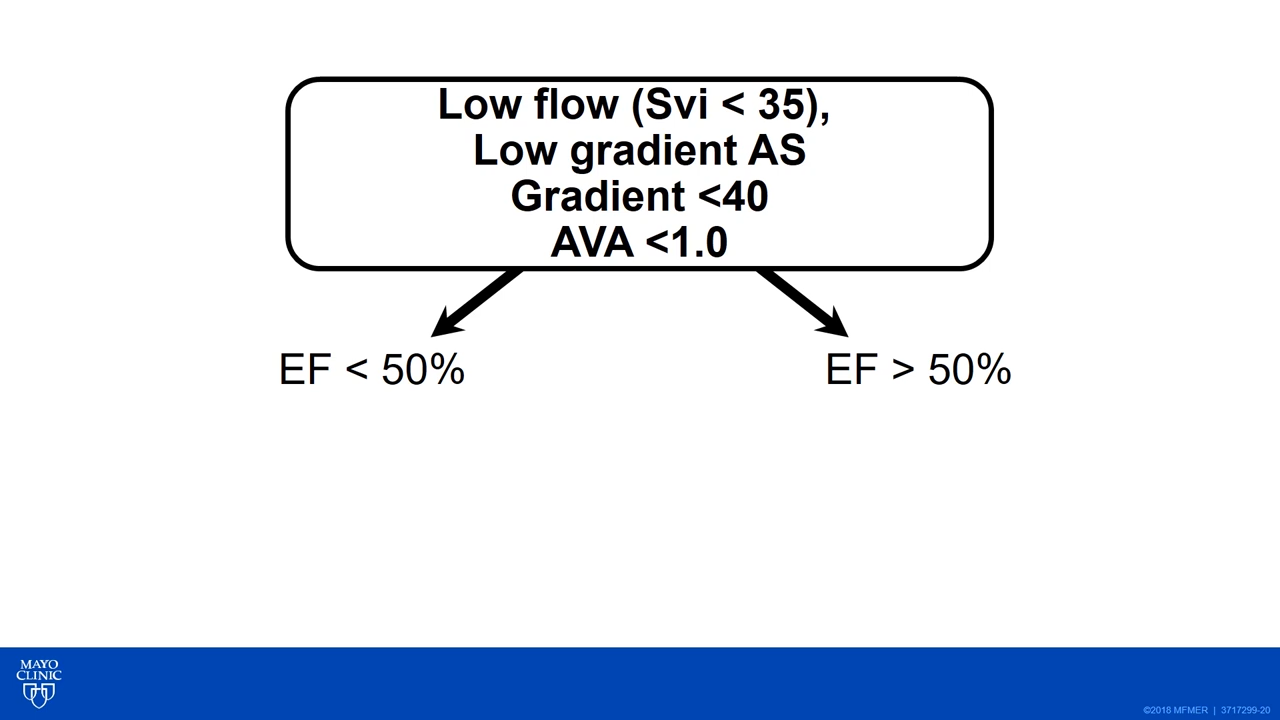 Low flow (Svi < 35),
Low gradient AS
Gradient <40
AVA <1.0
EF < 50%
EF > 50%
MAYO
CLINIC
©2018 MFMER | 3717299-20